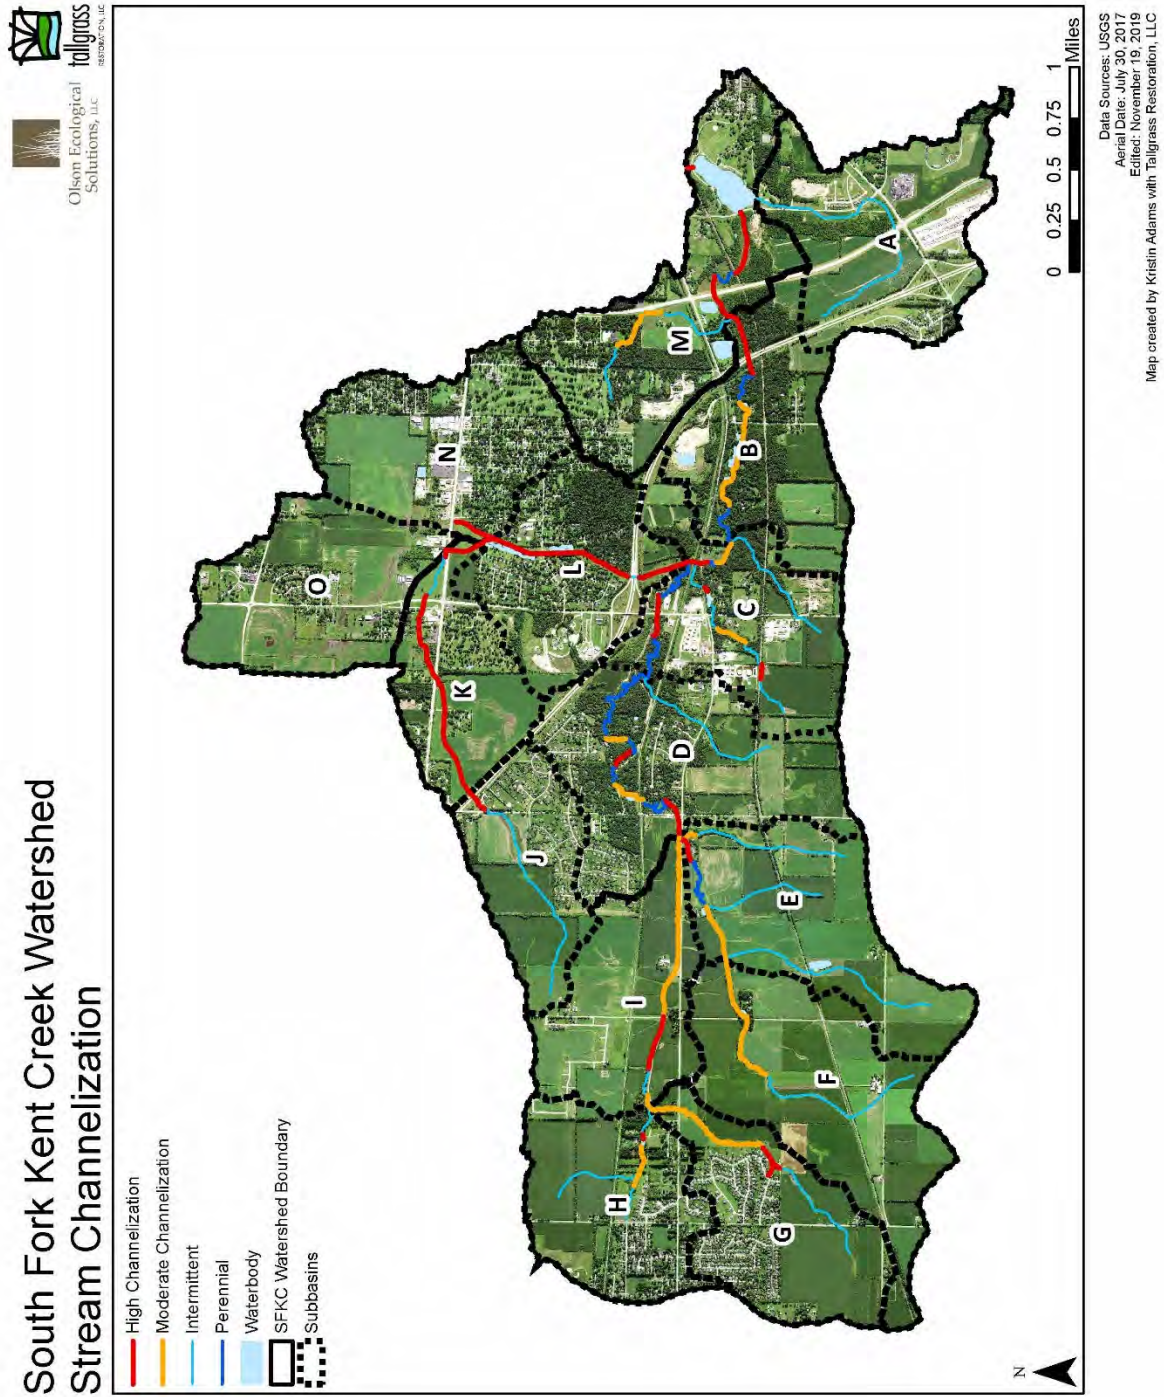 South Fork Kent Creek Watershed
Stream Channelization
Olson Ecological
Solutions, LLC
tallgrass
RESTORATION, LLC
High Channelization
Moderate Channelization
Intermittent
Perennial
Waterbody
SFKC Watershed Boundary
Subbasins
O
N
K
L
J
M
I
H
D
C
B
A
E
F
G
N
0 0.25 0.5 0.75 1
Miles
Data Sources: USGS
Aerial Date: July 30, 2017
Edited: November 19, 2019
Map created by Kristin Adams with Tallgrass Restoration, LLC